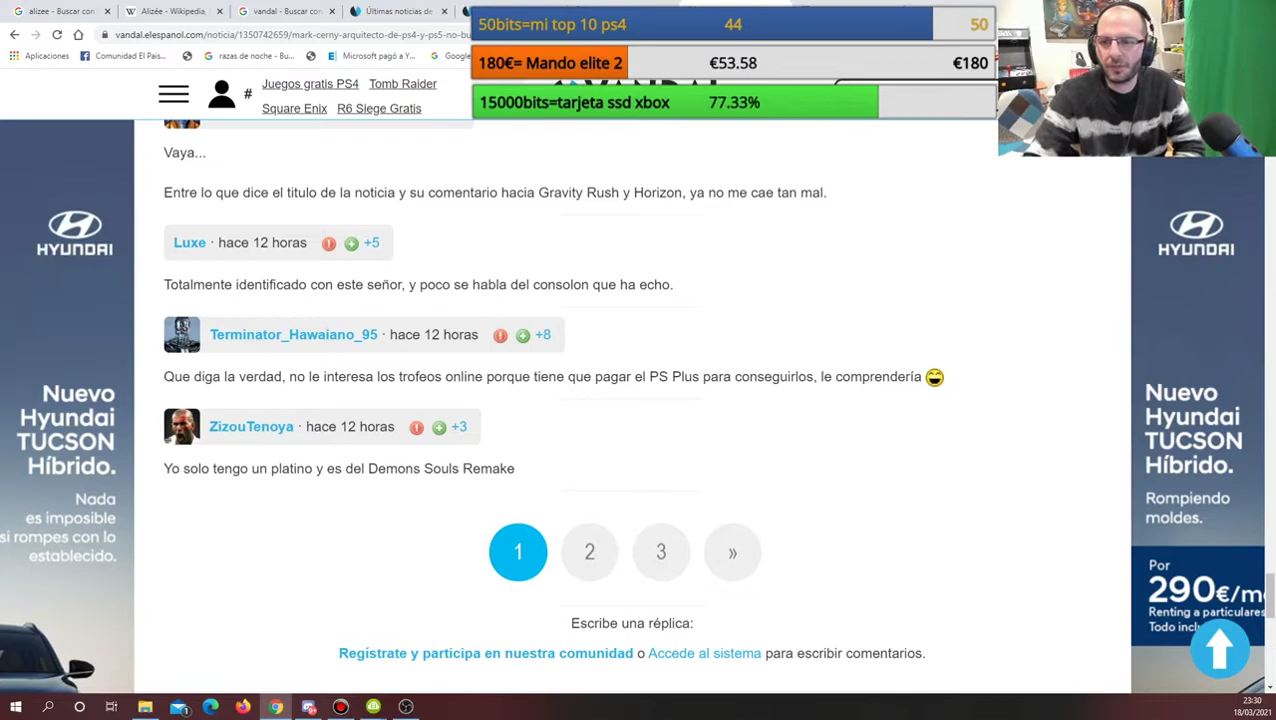 alizee - Buscar con
Alizée - Wikipedia,
vandal - Buscar con
Últimas noticias de
vandal.elespanol.com/noticia/1350742659/mark-cerny-arquitecto-de-ps4-y-ps5-no-bu
Aplicaciones
Comunidad El País
razas de noche - Bu
Microsoft pagó a Y
Google
50bits=mi top 10 ps4 44 50
180€= Mando elite 2 €53.58 €180
15000bits=tarjeta ssd xbox 77.33%
# Juegos gratis PS4 Tomb Raider
Square Enix R6 Siege Gratis
Vaya...
Entre lo que dice el titulo de la noticia y su comentario hacia Gravity Rush y Horizon, ya no me cae tan mal.
Luxe · hace 12 horas +5
Totalmente identificado con este señor, y poco se habla del consolon que ha echo.
Terminator_Hawaiano_95 · hace 12 horas +8
Que diga la verdad, no le interesa los trofeos online porque tiene que pagar el PS Plus para conseguirlos, le comprendería
ZizouTenoya · hace 12 horas +3
Yo solo tengo un platino y es del Demons Souls Remake
1 2 3 »
Escribe una réplica:
Regístrate y participa en nuestra comunidad o Accede al sistema para escribir comentarios.
HYUNDAI
Nuevo
Hyundai
TUCSON
Híbrido.
Nada
es imposible
si rompes con lo
establecido.
HYUNDAI
Nuevo
Hyundai
TUCSON
Híbrido.
Rompiendo
moldes.
Por
290€/m
Renting a particulares
Todo
23:30
18/03/2021